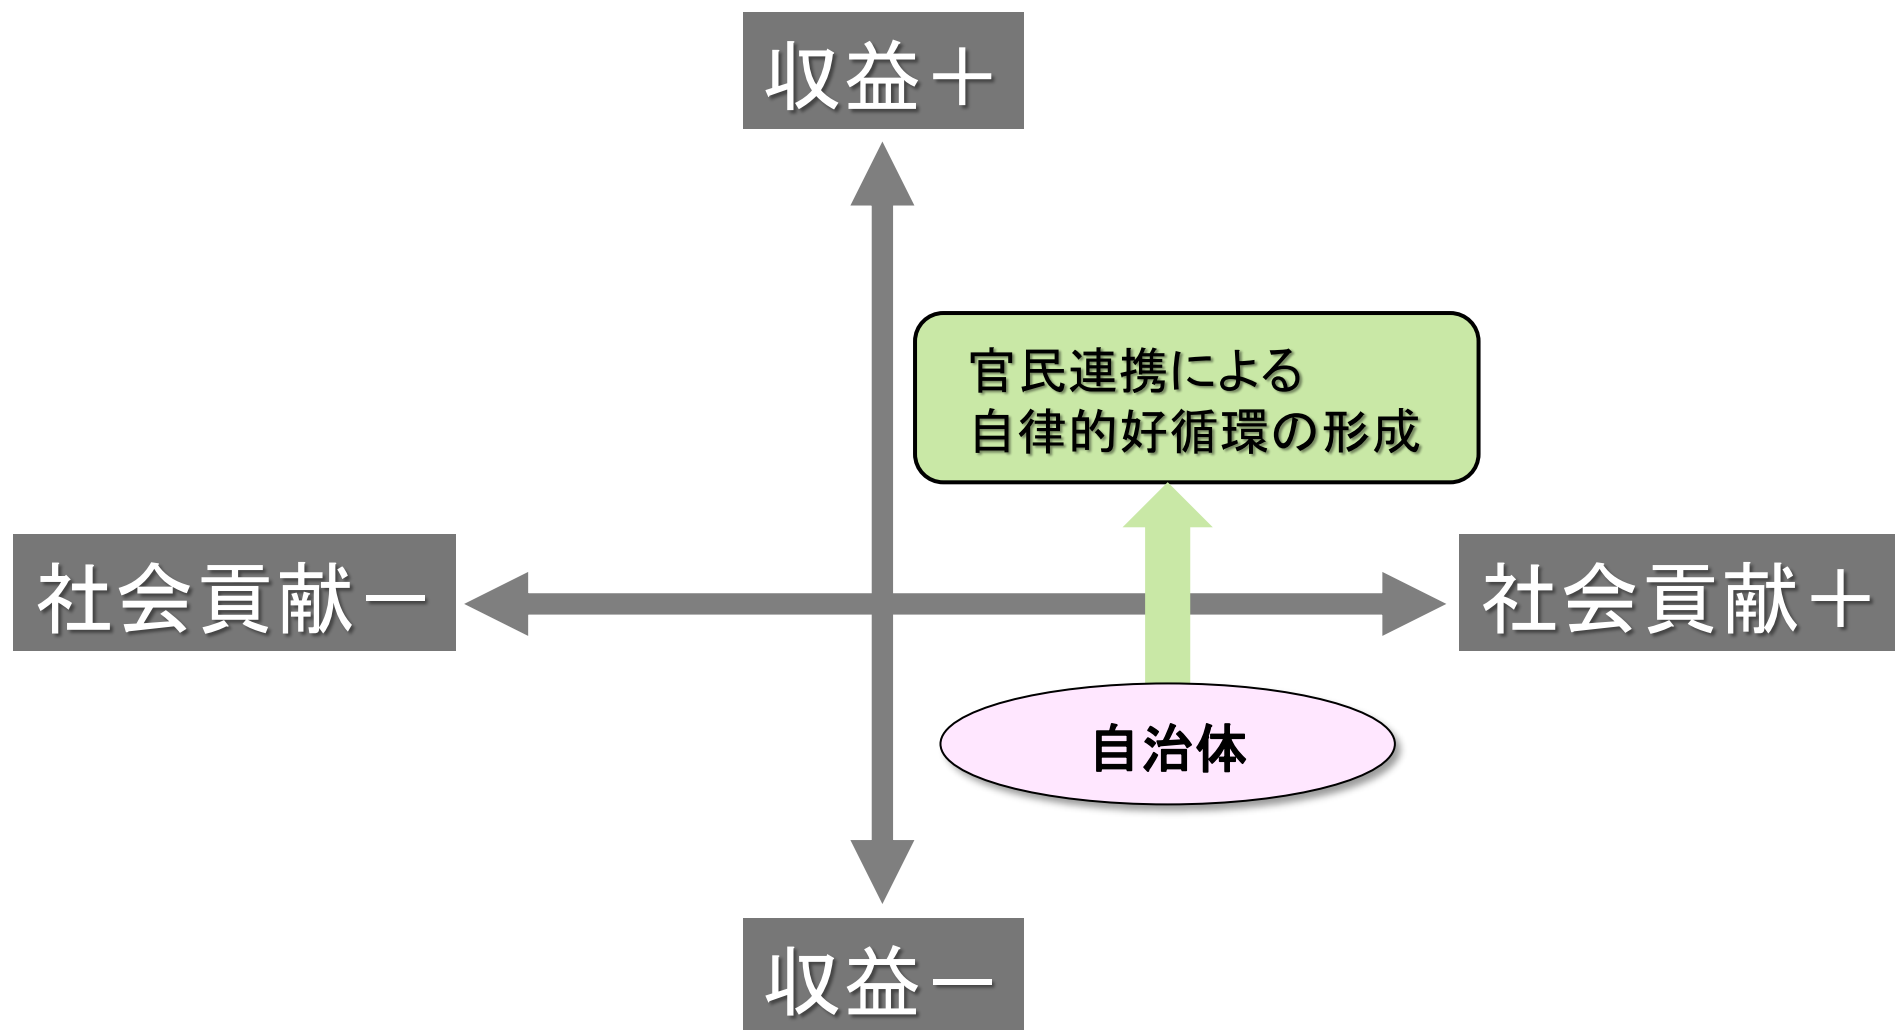 収益＋
官民連携による
自律的好循環の形成
社会貢献－
社会貢献＋
自治体
収益－